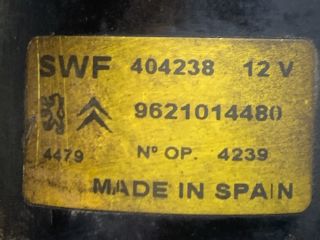 SWF 404238 12 V
9621014480
4479 Nº OP. 4239
MADE IN SPAIN